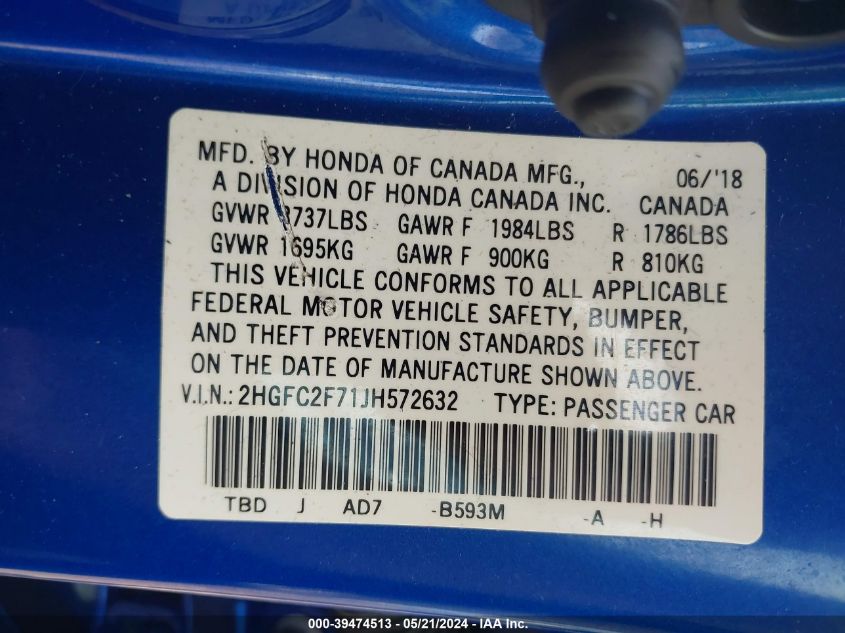 MFD. BY HONDA OF CANADA MFG., 06/'18
A DIVISION OF HONDA CANADA INC. CANADA
GVWR 3737LBS GAWR F 1984LBS R 1786LBS
GVWR 1695KG GAWR F 900KG R 810KG
THIS VEHICLE CONFORMS TO ALL APPLICABLE
FEDERAL MOTOR VEHICLE SAFETY, BUMPER,
AND THEFT PREVENTION STANDARDS IN EFFECT
ON THE DATE OF MANUFACTURE SHOWN ABOVE.
V.I.N.: 2HGFC2F71JH572632 TYPE: PASSENGER CAR
TBD J AD7 -B593M -A -H
000-39474513 - 05/21/2024 - IAA Inc.